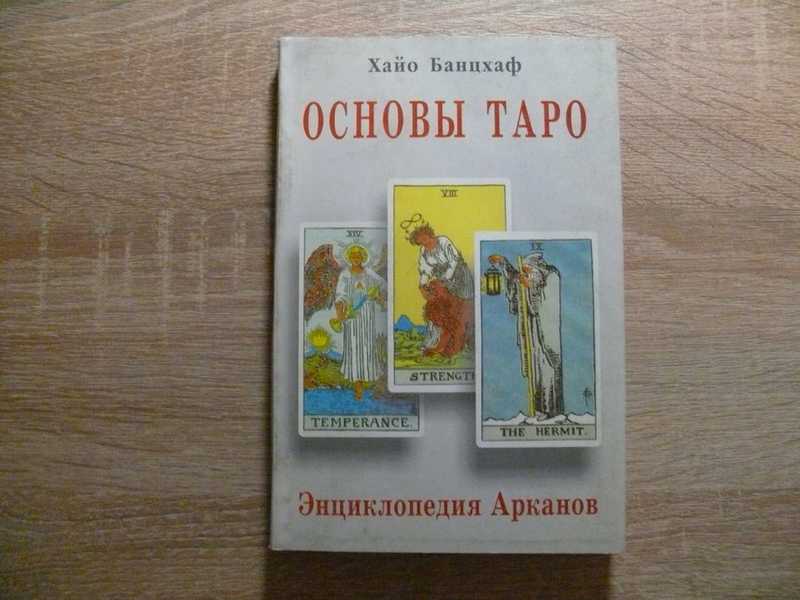 Хайо Банцхаф
ОСНОВЫ ТАРО
XIV
TEMPERANCE.
VIII
STRENGTH
IX
THE HERMIT.
Энциклопедия Арканов